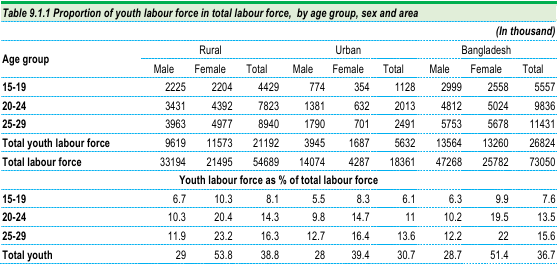 Table 9.1.1 Proportion of youth labour force in total labour force, by age group, sex and area
(In thousand)
Age group Rural Urban Bangladesh
Male Female Total Male Female Total Male Female Total
15-19 2225 2204 4429 774 354 1128 2999 2558 5557
20-24 3431 4392 7823 1381 632 2013 4812 5024 9836
25-29 3963 4977 8940 1790 701 2491 5753 5678 11431
Total youth labour force 9619 11573 21192 3945 1687 5632 13564 13260 26824
Total labour force 33194 21495 54689 14074 4287 18361 47268 25782 73050
Youth labour force as % of total labour force
15-19 6.7 10.3 8.1 5.5 8.3 6.1 6.3 9.9 7.6
20-24 10.3 20.4 14.3 9.8 14.7 11 10.2 19.5 13.5
25-29 11.9 23.2 16.3 12.7 16.4 13.6 12.2 22 15.6
Total youth 29 53.8 38.8 28 39.4 30.7 28.7 51.4 36.7